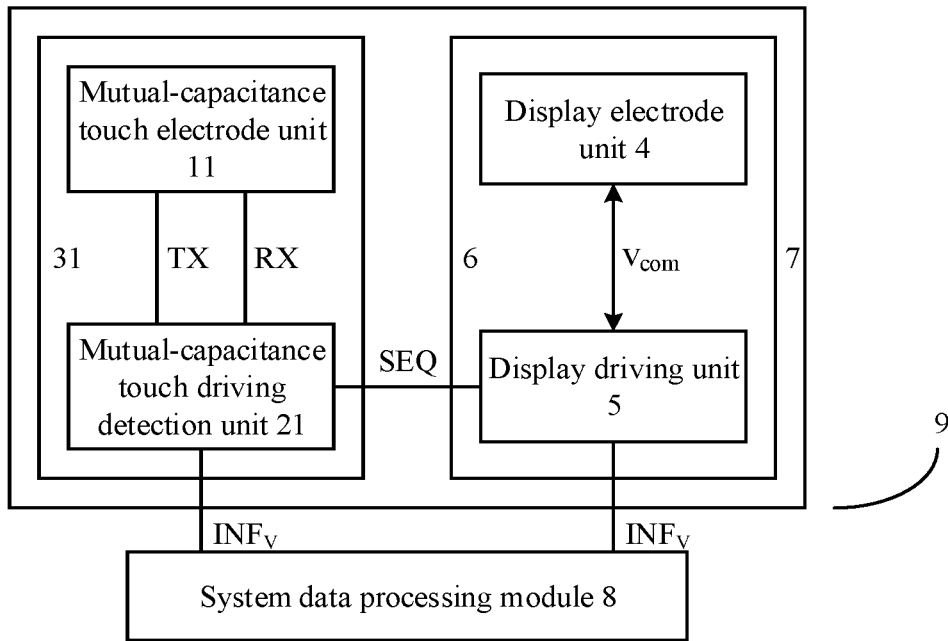 Mutual-capacitance
touch electrode unit
11
Display electrode
unit 4
31
TX
RX
6
Vcom
7
Mutual-capacitance
touch driving
detection unit 21
SEQ
Display driving unit
5
9
INFV
INFV
System data processing module 8